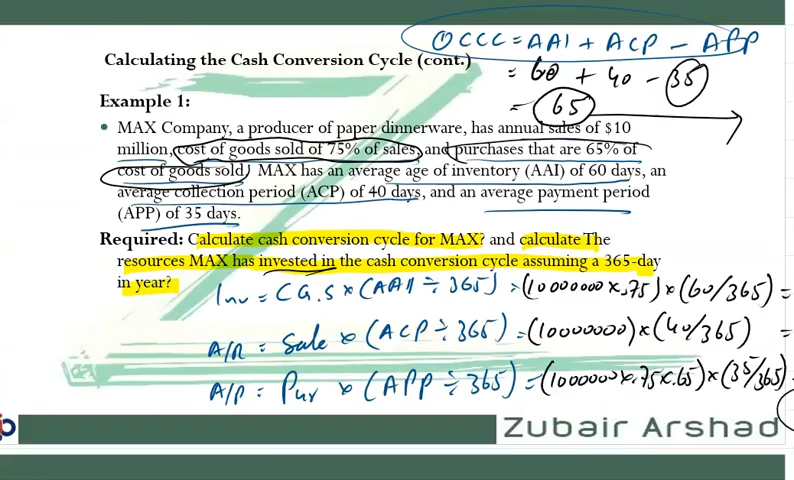 ① CCC = AAI + ACP - APP
Calculating the Cash Conversion Cycle (cont.)
= 60 + 40 - 35
= 65
Example 1:
• MAX Company, a producer of paper dinnerware, has annual sales of $10
million, cost of goods sold of 75% of sales, and purchases that are 65% of
cost of goods sold. MAX has an average age of inventory (AAI) of 60 days, an
average collection period (ACP) of 40 days, and an average payment period
(APP) of 35 days.
Required: Calculate cash conversion cycle for MAX? and calculate The
resources MAX has invested in the cash conversion cycle assuming a 365-day
in year?
Inv = CG.S × (AAI ÷ 365) = (10000000 × .75) × (60/365) =
A/R = Sale × (ACP ÷ 365) = (10000000) × (40/365) =
A/P = Pur × (APP ÷ 365) = (1000000 × .75 × .65) × (35/365)
Zubair Arshad